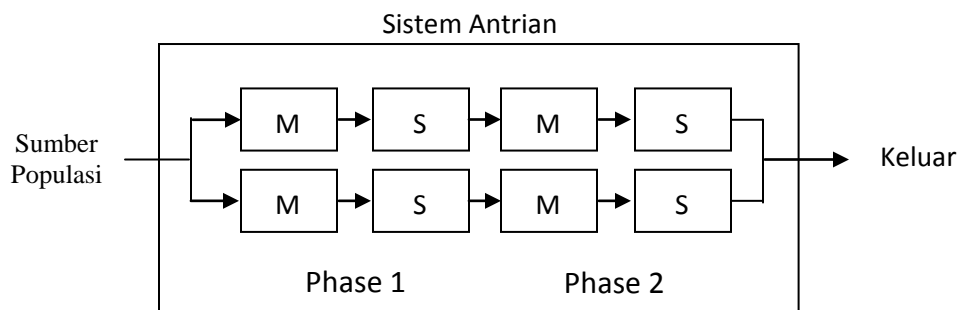 Sistem Antrian
M S M S
Sumber
Populasi
Keluar
M S M S
Phase 1 Phase 2